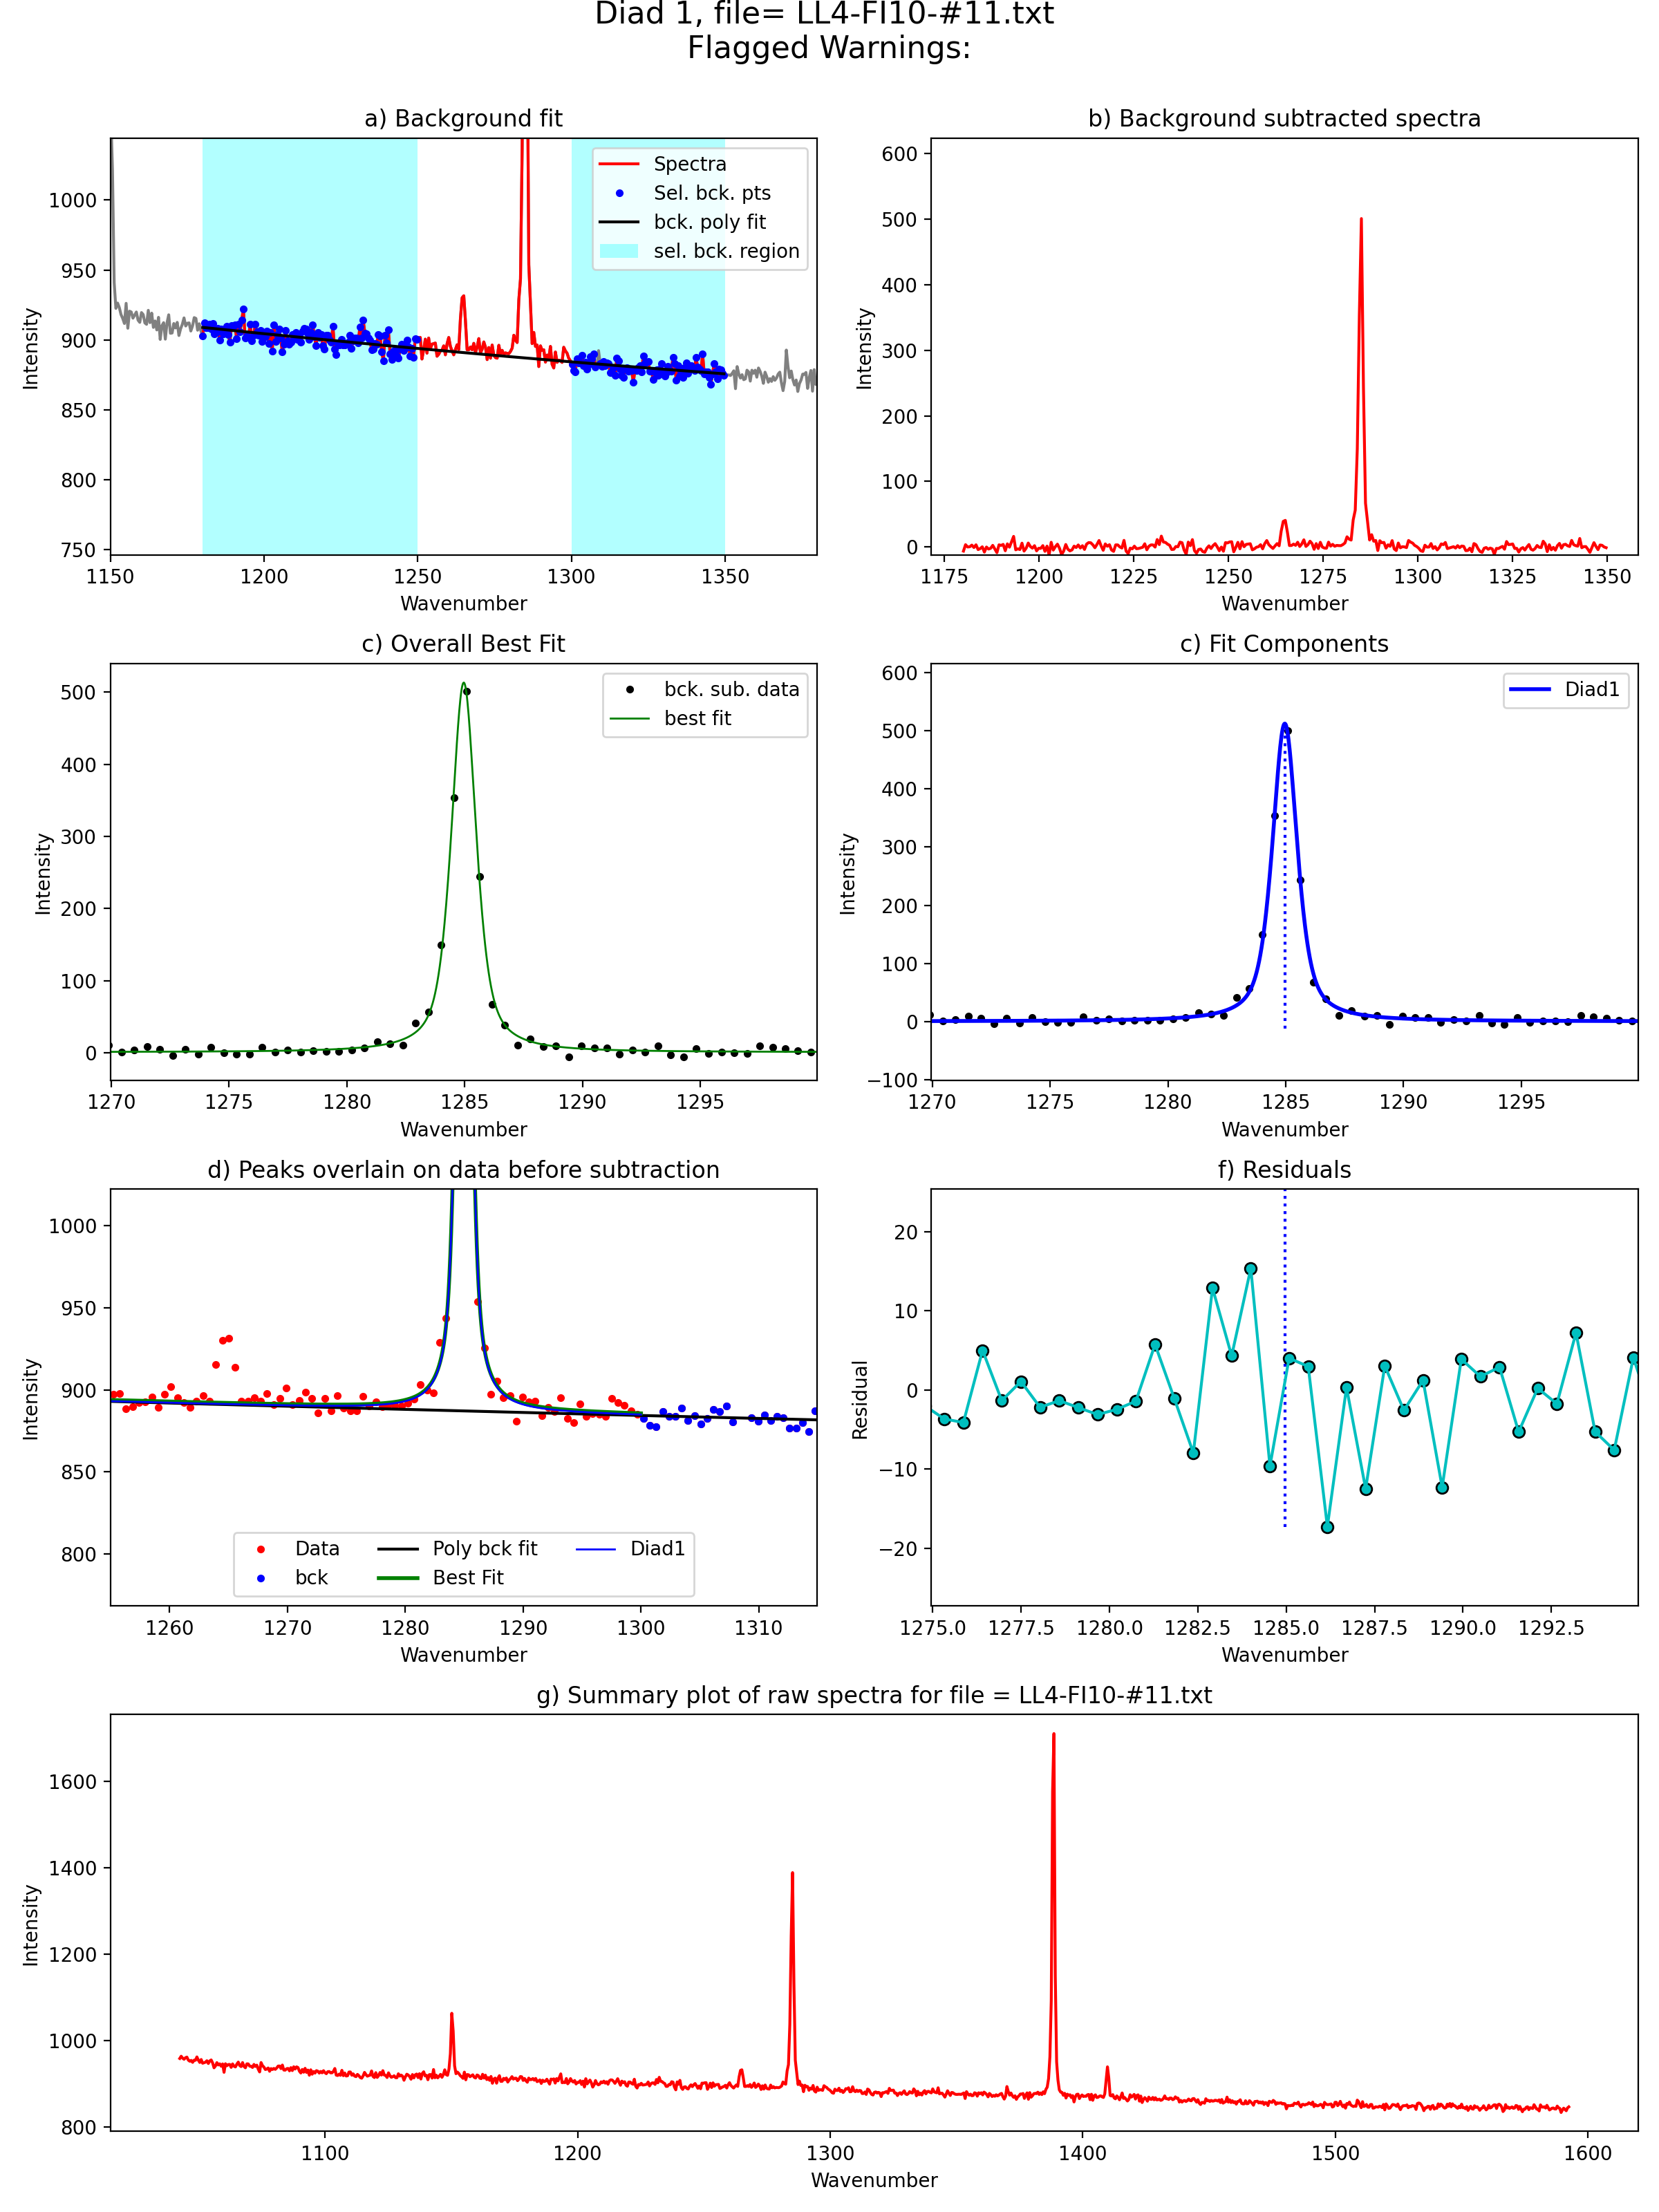 Diad 1, file= LL4-FI10-#11.txt
Flagged Warnings:
a) Background fit
1000
950
900
850
800
750
Intensity
1150
1200
1250
1300
1350
Wavenumber
Spectra
Sel. bck. pts
bck. poly fit
sel. bck. region
b) Background subtracted spectra
600
500
400
300
200
100
0
Intensity
1175
1200
1225
1250
1275
1300
1325
1350
Wavenumber
c) Overall Best Fit
500
400
300
200
100
0
Intensity
1270
1275
1280
1285
1290
1295
Wavenumber
bck. sub. data
best fit
c) Fit Components
600
500
400
300
200
100
0
−100
Intensity
1270
1275
1280
1285
1290
1295
Wavenumber
Diad1
d) Peaks overlain on data before subtraction
1000
950
900
850
800
Intensity
Data
bck
Poly bck fit
Best Fit
Diad1
1260
1270
1280
1290
1300
1310
Wavenumber
f) Residuals
20
10
0
−10
−20
Residual
1275.0
1277.5
1280.0
1282.5
1285.0
1287.5
1290.0
1292.5
Wavenumber
g) Summary plot of raw spectra for file = LL4-FI10-#11.txt
1600
1400
1200
1000
800
Intensity
1100
1200
1300
1400
1500
1600
Wavenumber